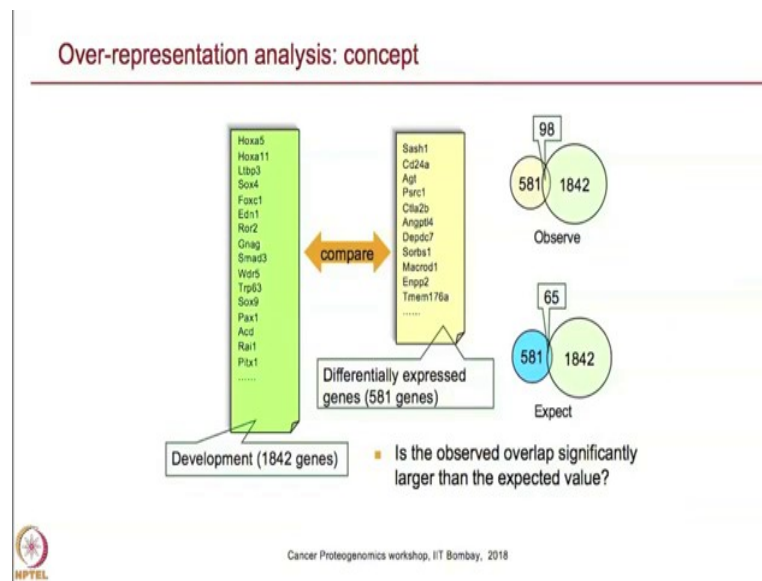 Over-representation analysis: concept
Hoxa5
Hoxa11
Ltbp3
Sox4
Foxc1
Edn1
Ror2
Gnag
Smad3
Wdr5
Trp63
Sox9
Pax1
Acd
Rai1
Pitx1
......
Development (1842 genes)
compare
Sash1
Cd24a
Agt
Psrc1
Ctla2b
Angptl4
Depdc7
Sorbs1
Macrod1
Enpp2
Tmem176a
......
Differentially expressed
genes (581 genes)
98
581 1842
Observe
65
581 1842
Expect
Is the observed overlap significantly
larger than the expected value?
Cancer Proteogenomics workshop, IIT Bombay, 2018
NPTEL